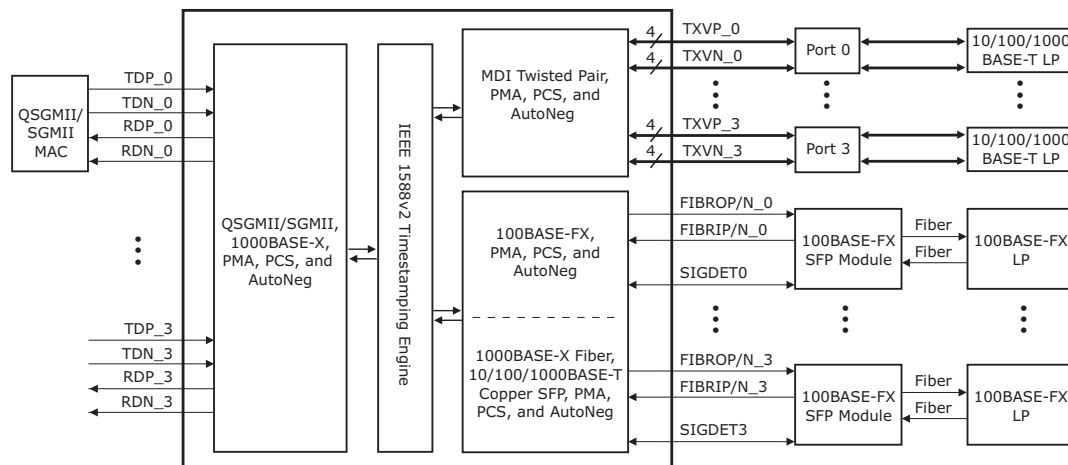 QSGMII/
SGMII
MAC
TDP_0
TDN_0
RDP_0
RDN_0
TDP_3
TDN_3
RDP_3
RDN_3
QSGMII/SGMII,
1000BASE-X,
PMA, PCS, and
AutoNeg
IEEE 1588v2 Timestamping Engine
MDI Twisted Pair,
PMA, PCS, and
AutoNeg
100BASE-FX,
PMA, PCS, and
AutoNeg
1000BASE-X Fiber,
10/100/1000BASE-T
Copper SFP, PMA,
PCS, and AutoNeg
4 TXVP_0
4 TXVN_0
4 TXVP_3
4 TXVN_3
Port 0
Port 3
10/100/1000
BASE-T LP
10/100/1000
BASE-T LP
FIBROP/N_0
FIBRIP/N_0
SIGDET0
100BASE-FX
SFP Module
Fiber
Fiber
100BASE-FX
LP
FIBROP/N_3
FIBRIP/N_3
SIGDET3
100BASE-FX
SFP Module
Fiber
Fiber
100BASE-FX
LP